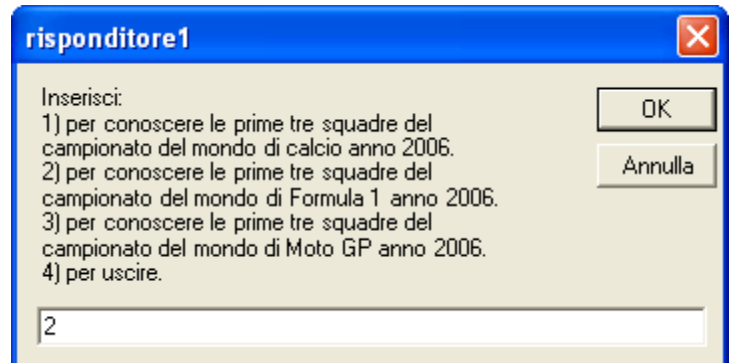 risponditore1
Inserisci:
1) per conoscere le prime tre squadre del
campionato del mondo di calcio anno 2006.
2) per conoscere le prime tre squadre del
campionato del mondo di Formula 1 anno 2006.
3) per conoscere le prime tre squadre del
campionato del mondo di Moto GP anno 2006.
4) per uscire.
OK
Annulla
2